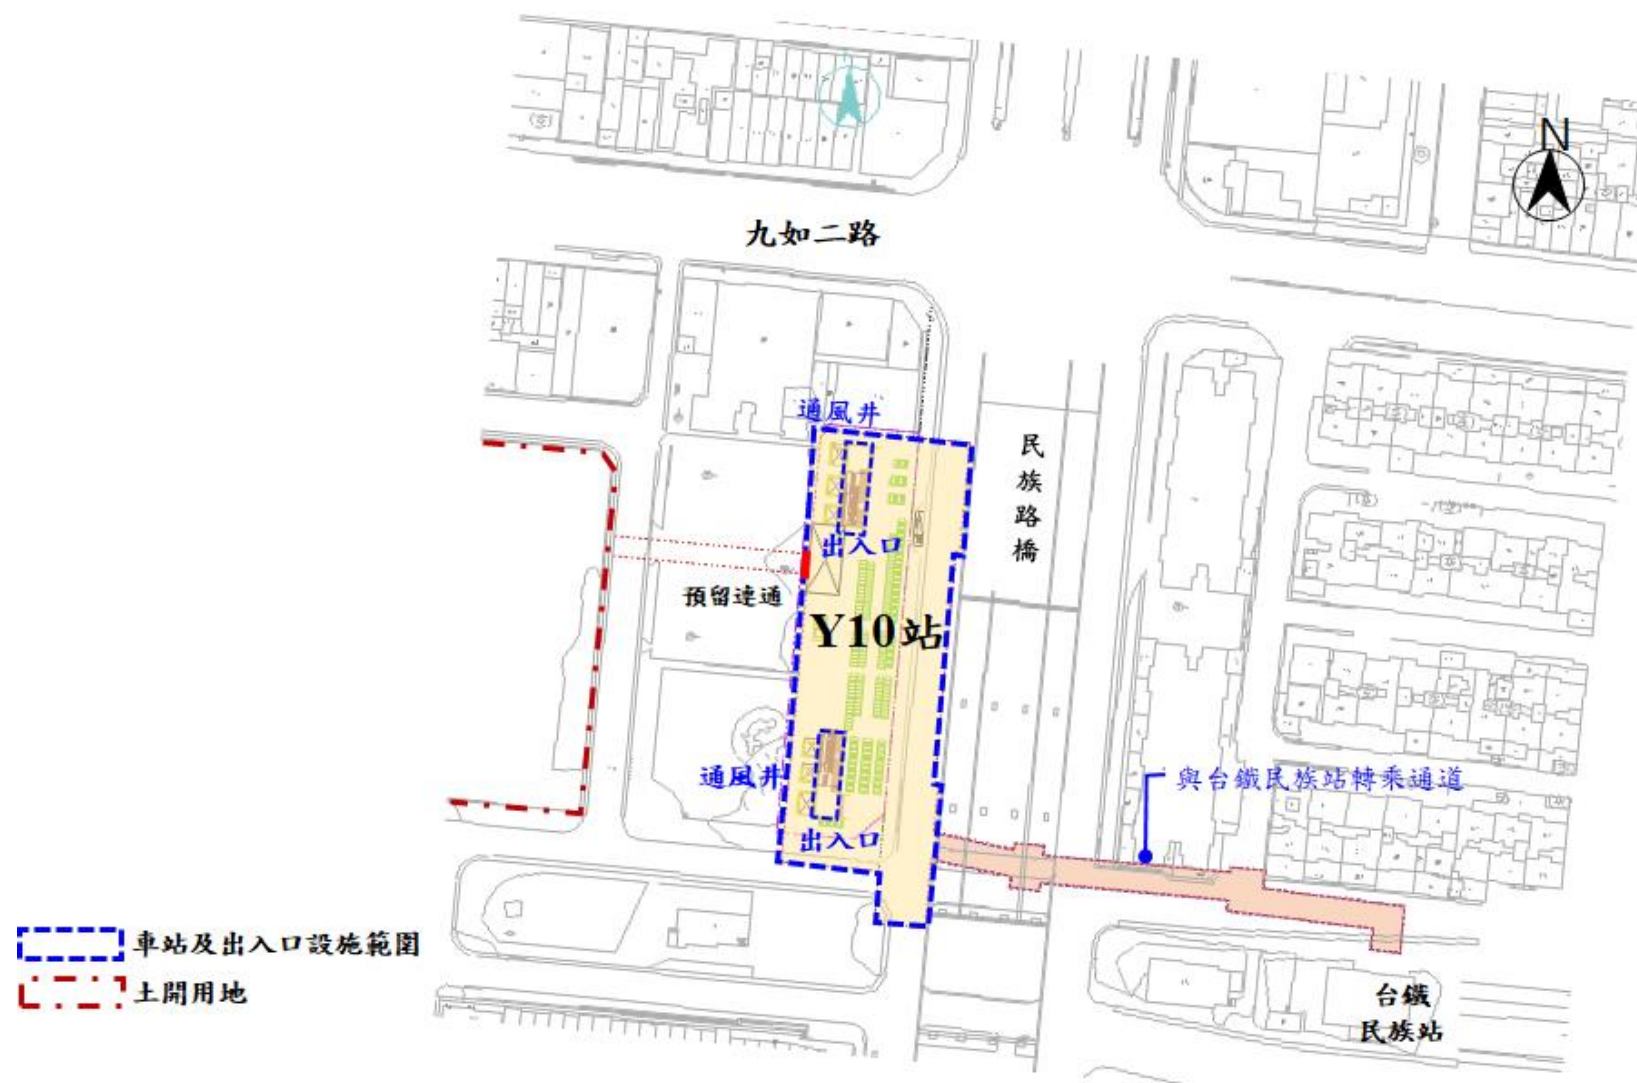 N
九如二路
通風井
民族路橋
出入口
預留連通
Y10站
通風井
與台鐵民族站轉乘通道
出入口
車站及出入口設施範圍
土開用地
台鐵
民族站